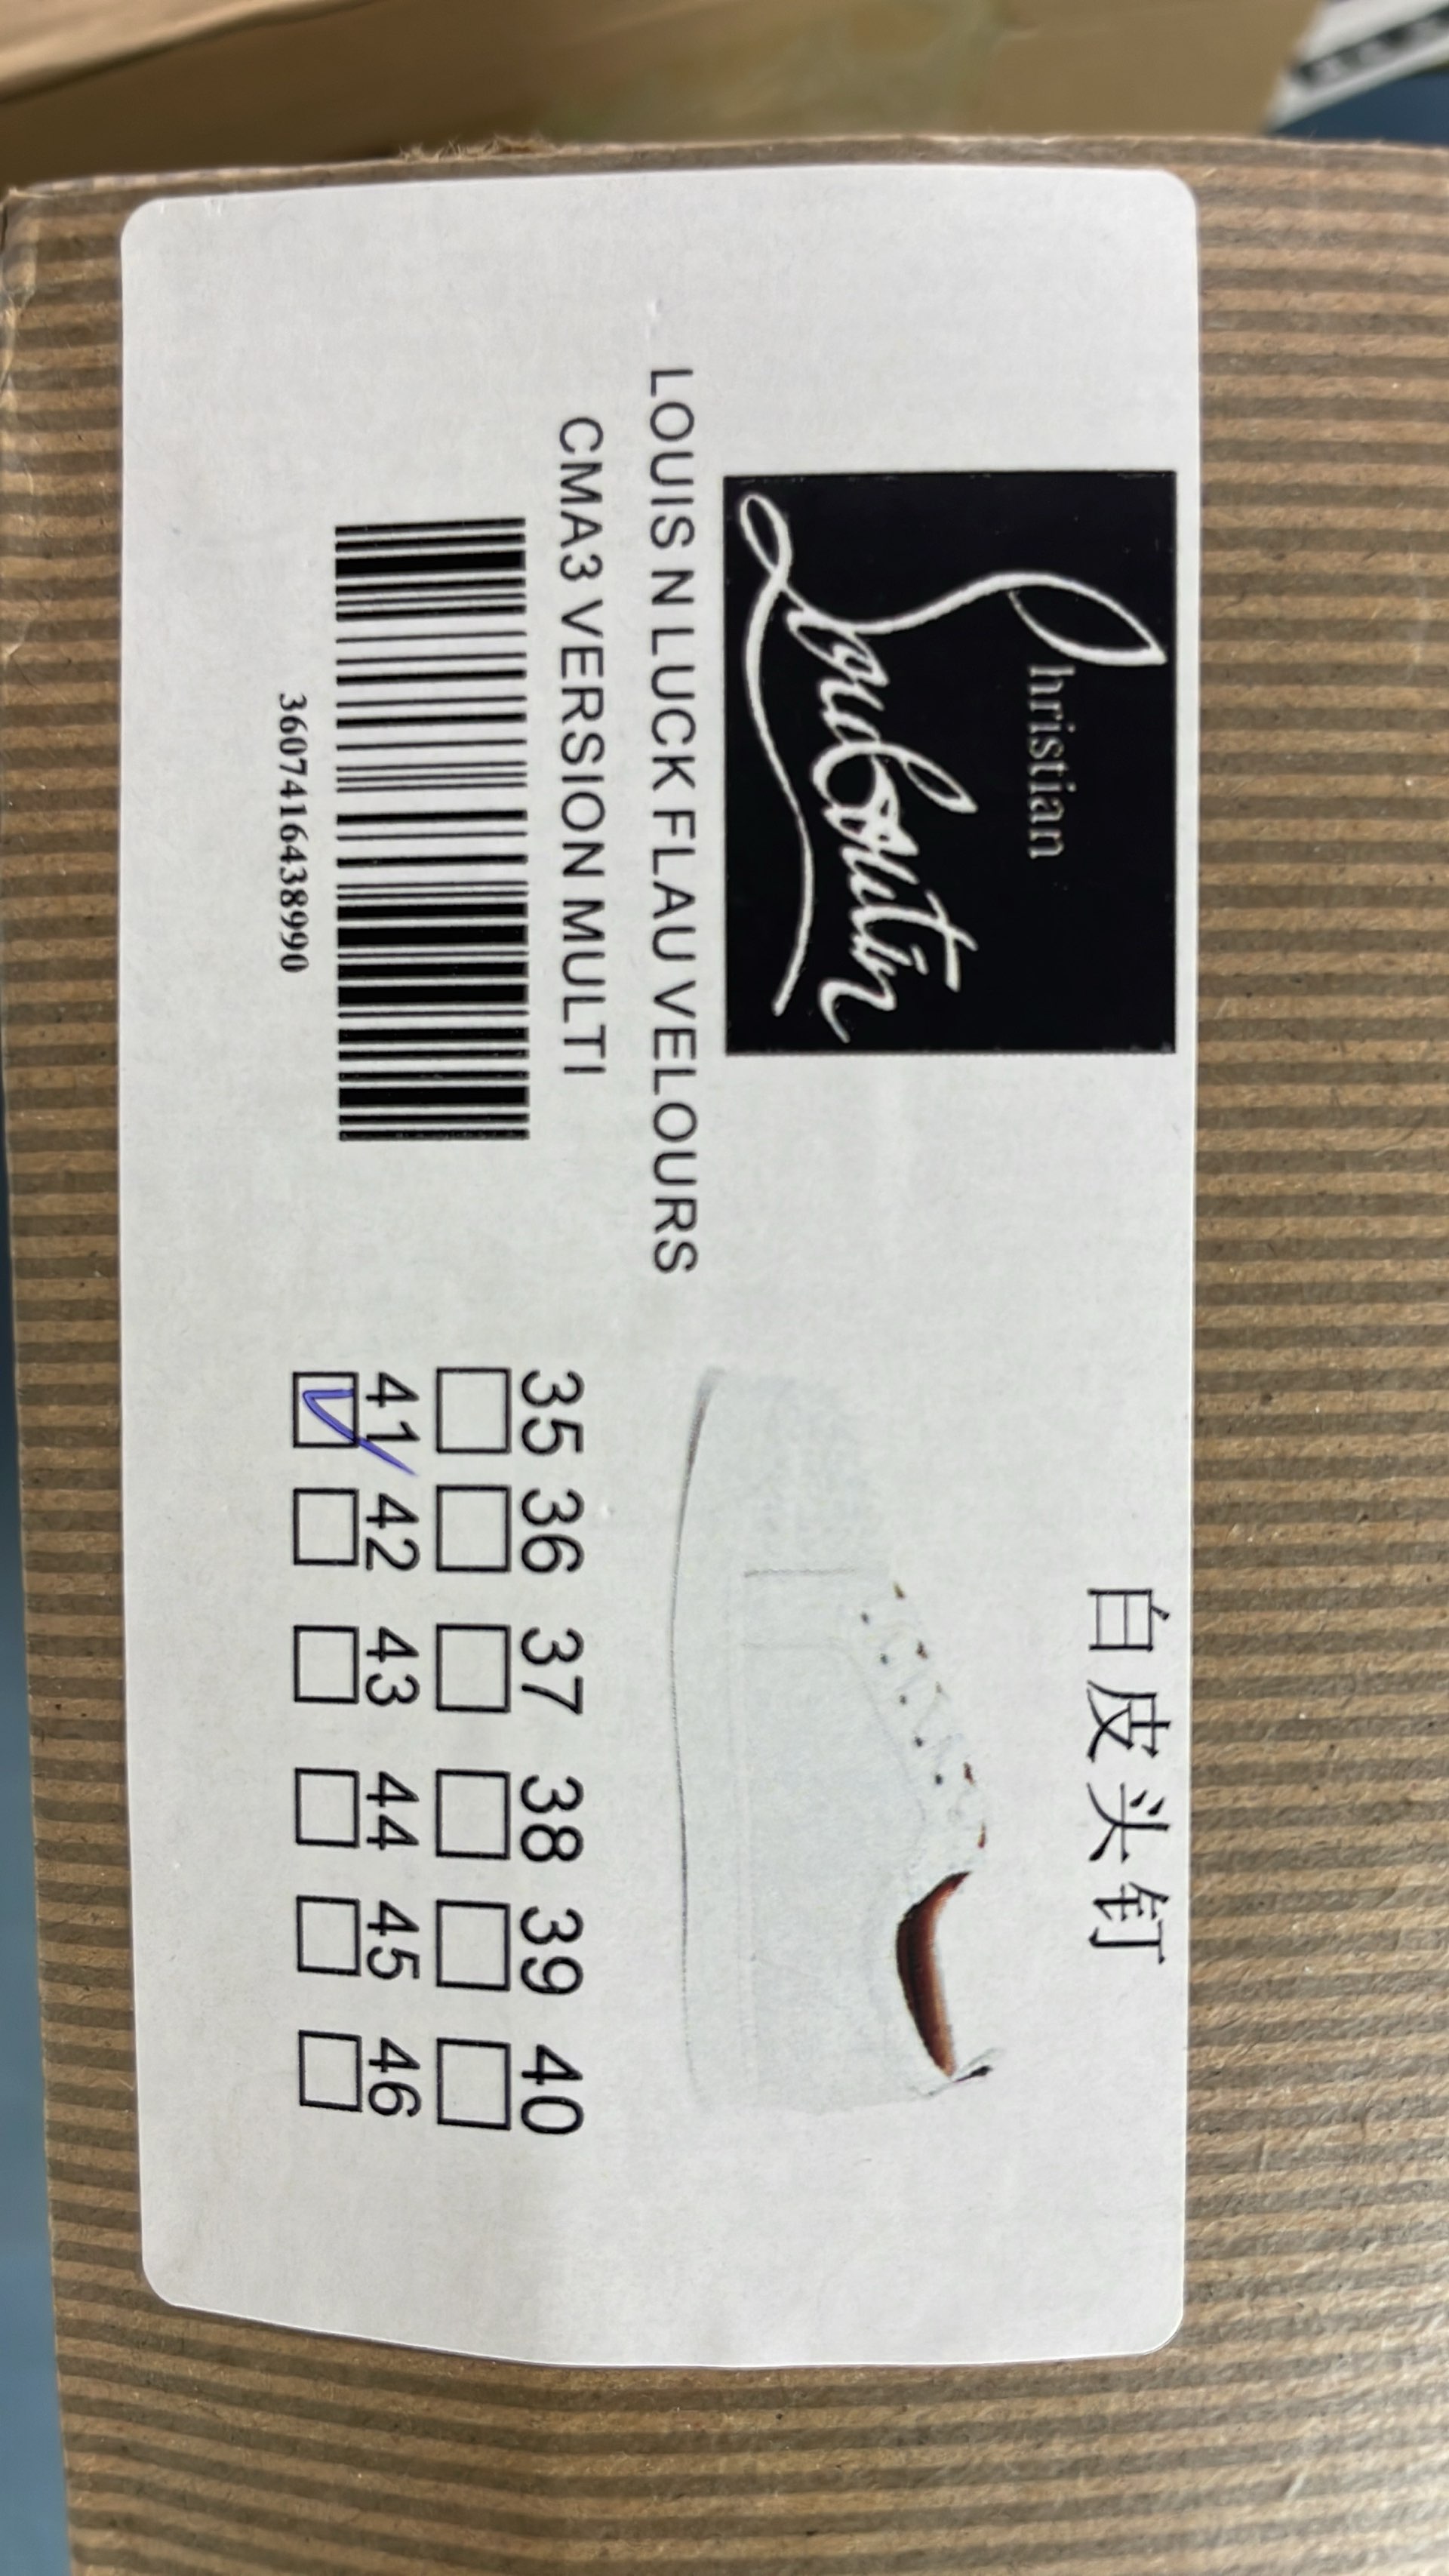 Christian
Louboutin
白皮头钉
LOUIS N LUCK FLAU VELOURS
CMA3 VERSION MULTI
3607416438990
35 36 37 38 39 40
41 42 43 44 45 46